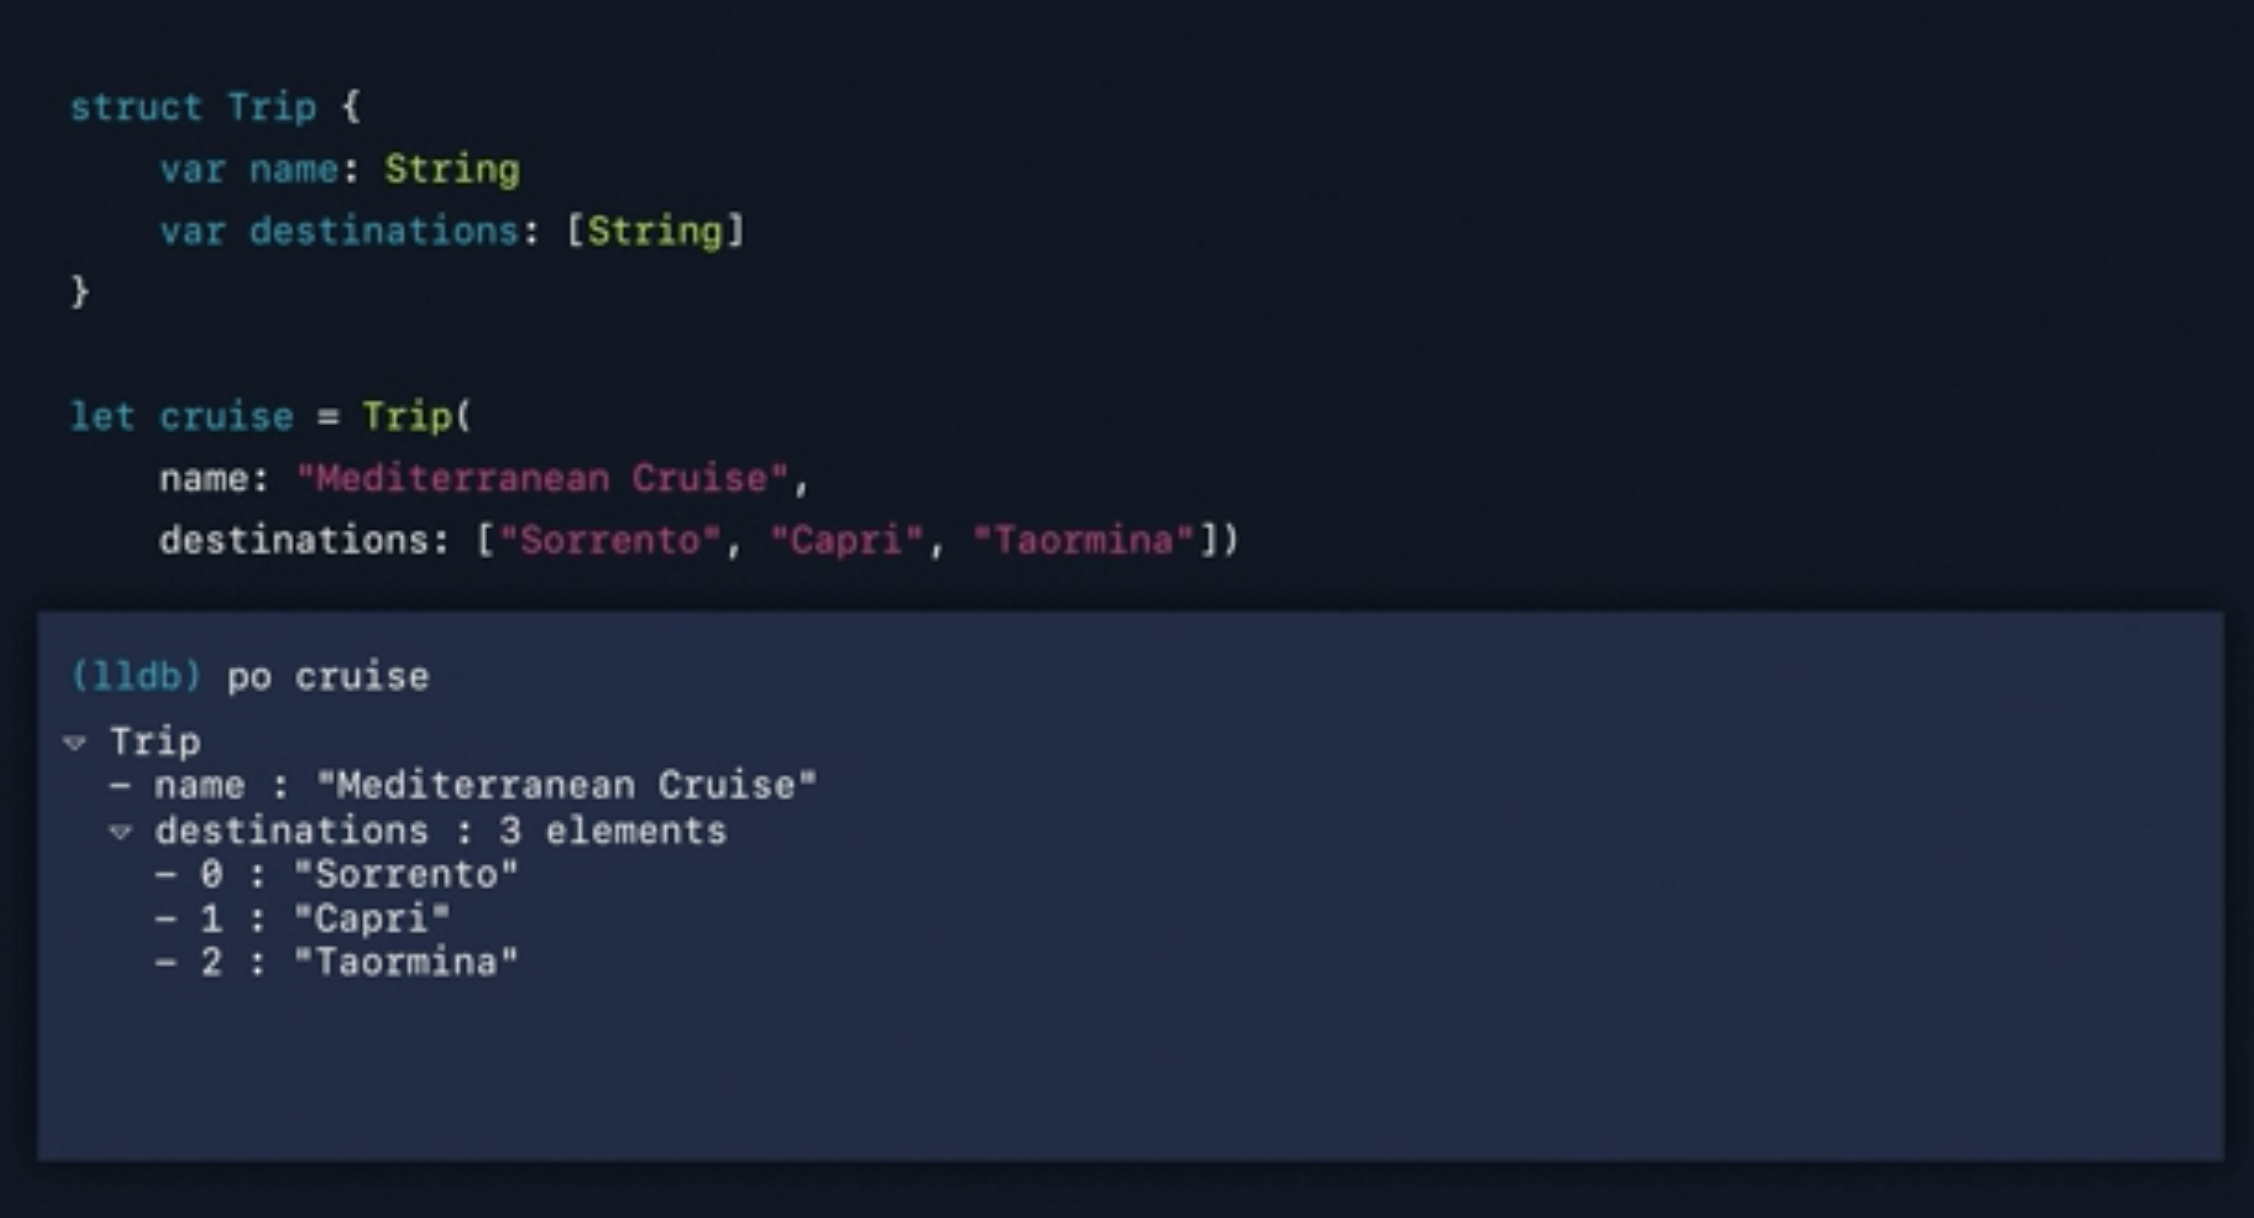 struct Trip {
    var name: String
    var destinations: [String]
}
let cruise = Trip(
    name: "Mediterranean Cruise",
    destinations: ["Sorrento", "Capri", "Taormina"])
(lldb) po cruise
▿ Trip
  – name : "Mediterranean Cruise"
  ▿ destinations : 3 elements
    – 0 : "Sorrento"
    – 1 : "Capri"
    – 2 : "Taormina"